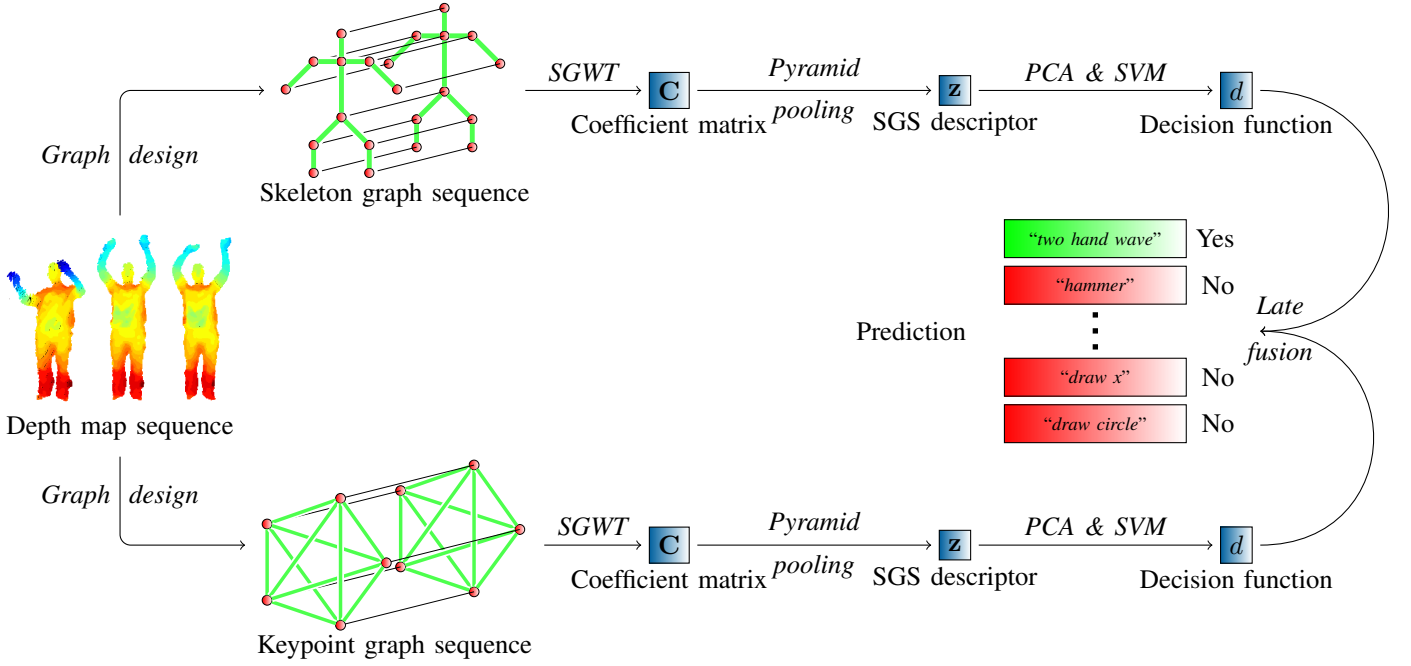 SGWT
C
Coefficient matrix
Pyramid
pooling
z
SGS descriptor
PCA & SVM
d
Decision function
Graph design
Skeleton graph sequence
"two hand wave" Yes
"hammer" No
Prediction
Late
fusion
"draw x" No
"draw circle" No
Depth map sequence
Graph design
SGWT
C
Coefficient matrix
Pyramid
pooling
z
SGS descriptor
PCA & SVM
d
Decision function
Keypoint graph sequence